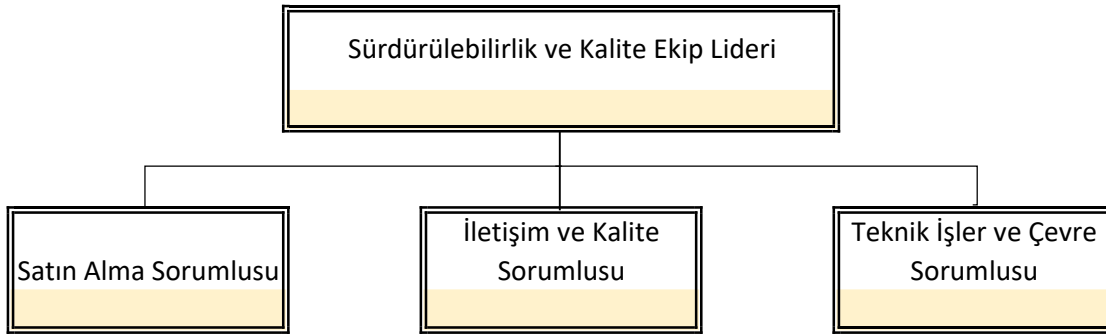 Sürdürülebilirlik ve Kalite Ekip Lideri
Satın Alma Sorumlusu
İletişim ve Kalite
Sorumlusu
Teknik İşler ve Çevre
Sorumlusu